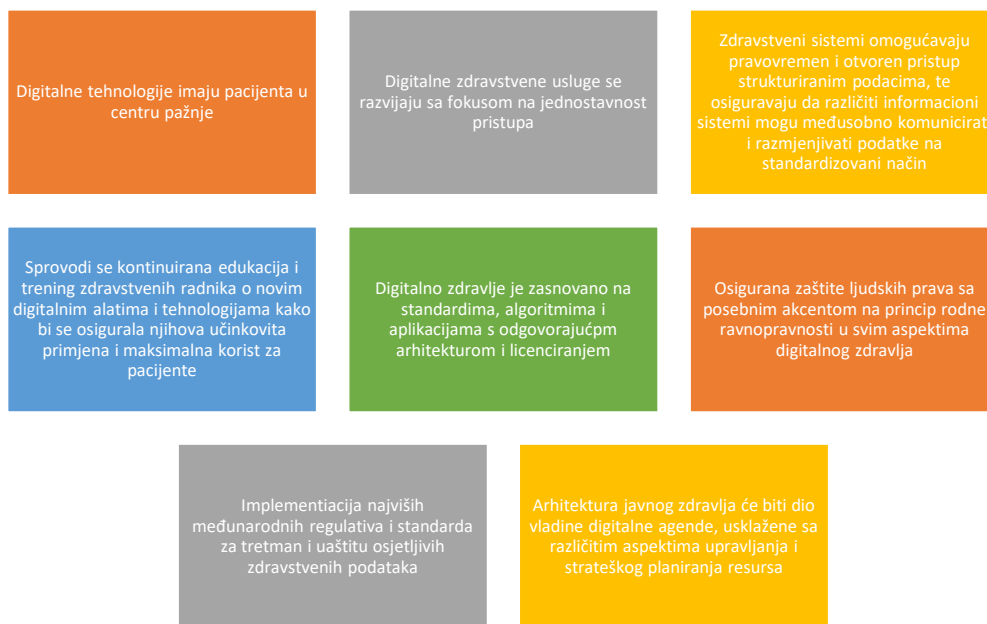 Digitalne tehnologije imaju pacijenta u
centru pažnje
Digitalne zdravstvene usluge se
razvijaju sa fokusom na jednostavnost
pristupa
Zdravstveni sistemi omogućavaju
pravovremen i otvoren pristup
strukturiranim podacima, te
osiguravaju da različiti informacioni
sistemi mogu međusobno komunicirat
i razmjenjivati podatke na
standardizovani način
Sprovodi se kontinuirana edukacija i
trening zdravstvenih radnika o novim
digitalnim alatima i tehnologijama kako
bi se osigurala njihova učinkovita
primjena i maksimalna korist za
pacijente
Digitalno zdravlje je zasnovano na
standardima, algoritmima i
aplikacijama s odgovorajućpm
arhitekturom i licenciranjem
Osigurana zaštite ljudskih prava sa
posebnim akcentom na princip rodne
ravnopravnosti u svim aspektima
digitalnog zdravlja
Implementiacija najviših
međunarodnih regulativa i standarda
za tretman i uaštitu osjetljivih
zdravstvenih podataka
Arhitektura javnog zdravlja će biti dio
vladine digitalne agende, usklažene sa
različitim aspektima upravljanja i
strateškog planiranja resursa